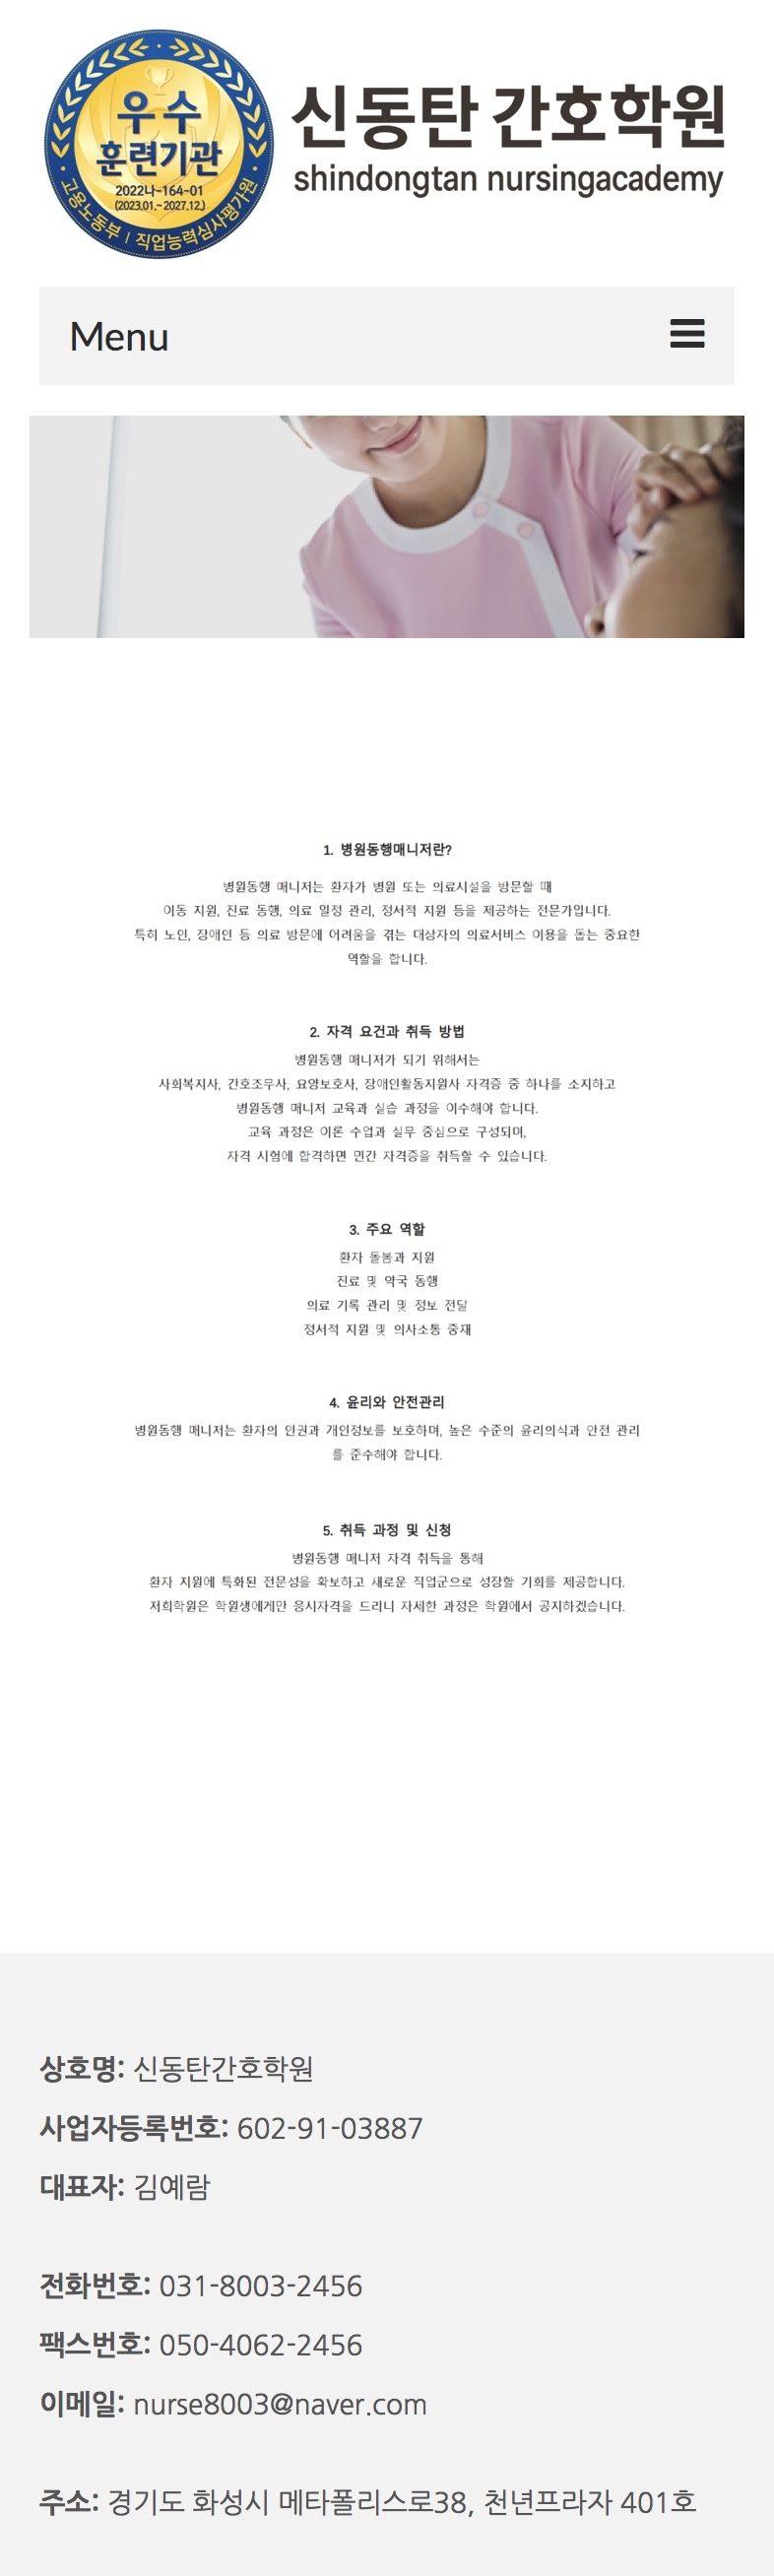 우수
훈련기관
2022나-164-01
(2023.01.~2027.12.)
고용노동부 | 직업능력심사평가원
신동탄 간호학원
shindongtan nursingacademy
Menu
1. 병원동행매니저란?
병원동행 매니저는 환자가 병원 또는 의료시설을 방문할 때
이동 지원, 진료 동행, 의료 일정 관리, 정서적 지원 등을 제공하는 전문가입니다.
특히 노인, 장애인 등 의료 방문에 어려움을 겪는 대상자의 의료서비스 이용을 돕는 중요한
역할을 합니다.
2. 자격 요건과 취득 방법
병원동행 매니저가 되기 위해서는
사회복지사, 간호조무사, 요양보호사, 장애인활동지원사 자격증 중 하나를 소지하고
병원동행 매니저 교육과 실습 과정을 이수해야 합니다.
교육 과정은 이론 수업과 실무 중심으로 구성되며,
자격 시험에 합격하면 민간 자격증을 취득할 수 있습니다.
3. 주요 역할
환자 돌봄과 지원
진료 및 약국 동행
의료 기록 관리 및 정보 전달
정서적 지원 및 의사소통 중재
4. 윤리와 안전관리
병원동행 매니저는 환자의 인권과 개인정보를 보호하며, 높은 수준의 윤리의식과 안전 관리
를 준수해야 합니다.
5. 취득 과정 및 신청
병원동행 매니저 자격 취득을 통해
환자 지원에 특화된 전문성을 확보하고 새로운 직업군으로 성장할 기회를 제공합니다.
저희학원은 학원생에게만 응시자격을 드리니 자세한 과정은 학원에서 공지하겠습니다.
상호명: 신동탄간호학원
사업자등록번호: 602-91-03887
대표자: 김예람
전화번호: 031-8003-2456
팩스번호: 050-4062-2456
이메일: nurse8003@naver.com
주소: 경기도 화성시 메타폴리스로38, 천년프라자 401호